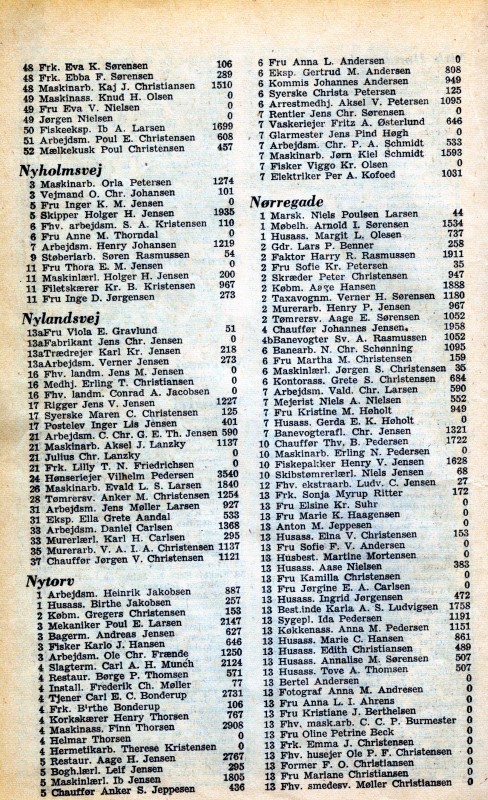 48 Frk. Eva K. Sørensen 106
48 Frk. Ebba F. Sørensen 289
48 Maskinarb. Kaj J. Christiansen 1510
49 Maskinass. Knud H. Olsen 0
49 Fru Eva V. Nielsen 0
49 Jørgen Nielsen 0
50 Fiskeeksp. Ib A. Larsen 1699
51 Arbejdsm. Poul E. Christensen 608
52 Mælkekusk Poul Christensen 457
Nyholmsvej
3 Maskinarb. Orla Petersen 1274
3 Vejmand O. Chr. Johansen 101
5 Fru Inger K. M. Jensen 0
5 Skipper Holger H. Jensen 1935
6 Fhv. arbejdsm. S. A. Kristensen 110
6 Fru Anne M. Thorndal 0
7 Arbejdsm. Henry Johansen 1219
9 Støberiarb. Søren Rasmussen 54
11 Fru Thora E. M. Jensen 0
11 Maskinlærl. Holger H. Jensen 200
11 Filetskærer Kr. B. Kristensen 967
11 Fru Inge D. Jørgensen 273
Nylandsvej
13a Fru Viola E. Gravlund 51
13a Fabrikant Jens Chr. Jensen 0
13a Trædrejer Karl Kr. Jensen 218
13a Arbejdsm. Verner Jensen 273
16 Fhv. landm. Jens M. Jensen 0
16 Medhj. Erling T. Christiansen 0
16 Fhv. landm. Conrad A. Jacobsen 0
17 Rigger Jens V. Jensen 1227
17 Syerske Maren C. Christensen 125
17 Postelev Inger Lis Jensen 401
21 Arbejdsm. C. Chr. G. E. Th. Jensen 590
21 Maskinarb. Aksel J. Lanzky 1137
21 Julius Chr. Lanzky 0
21 Frk. Lilly T. N. Friedrichsen 0
24 Hønseriejer Vilhelm Pedersen 3540
26 Maskinarb. Evald L. S. Larsen 1840
28 Tømrersv. Anker M. Christensen 1254
31 Arbejdsm. Jens Møller Larsen 927
31 Eksp. Ella Grete Aandal 533
33 Arbejdsm. Daniel Carlsen 1368
33 Murerlærl. Karl H. Carlsen 295
35 Murerarb. V. A. I. A. Christensen 1137
37 Chauffør Jørgen V. Christensen 1121
Nytorv
1 Arbejdsm. Heinrik Jakobsen 887
1 Husass. Birthe Jakobsen 257
2 Købm. Gregers Christensen 153
3 Mekaniker Poul E. Larsen 2147
3 Bagerm. Andreas Jensen 627
3 Fisker Karlo J. Hansen 646
3 Arbejdsm. Ole Chr. Frænde 1250
4 Slagterm. Carl A. H. Munch 2124
4 Restaur. Børge P. Thomsen 571
4 Install. Frederik Ch. Møller 77
4 Tjener Carl E. C. Bonderup 2731
4 Frk. Birthe Bonderup 106
4 Korkskærer Henry Thorsen 767
4 Maskinass. Finn Thorsen 2908
4 Helmar Thorsen 0
4 Hermetikarb. Therese Kristensen 0
5 Restaur. Aage H. Jensen 2767
5 Bogh.lærl. Leif Jensen 295
5 Maskinlærl. Ib Jensen 1805
5 Chauffør Anker S. Jeppesen 436
6 Fru Anna L. Andersen 0
6 Eksp. Gertrud M. Andersen 808
6 Kommis Johannes Andersen 949
6 Syerske Christa Petersen 125
6 Arrestmedhj. Aksel V. Petersen 1095
7 Rentier Jens Chr. Sørensen 0
7 Vaskeriejer Fritz A. Østerlund 646
7 Glarmester Jens Pind Høgh 0
7 Arbejdsm. Chr. P. A. Schmidt 533
7 Maskinarb. Jørn Kiel Schmidt 1593
7 Fisker Viggo Kr. Olsen 0
7 Elektriker Per A. Kofoed 1031
Nørregade
1 Marsk. Niels Poulsen Larsen 44
1 Møbelh. Arnold I. Sørensen 1534
1 Husass. Margit L. Olesen 737
2 Gdr. Lars P. Benner 258
2 Faktor Harry R. Rasmussen 1911
2 Fru Sofie Kr. Petersen 35
2 Skræder Peter Christensen 947
2 Købm. Aage Hansen 1888
2 Taxavognm. Verner H. Sørensen 1180
2 Murerarb. Henry P. Jensen 967
2 Tømrersv. Aage E. Sørensen 1052
4 Chauffør Johannes Jensen. 1958
4b Banevogter Sv. A. Rasmussen 1052
6 Banearb. N. Chr. Schønning 1095
6 Fru Martha M. Christensen 159
6 Maskinlærl. Jørgen S. Christensen 35
6 Kontorass. Grete S. Christensen 684
7 Arbejdsm. Vald. Chr. Larsen 590
7 Mejerist Niels A. Nielsen 552
7 Fru Kristine M. Høholt 949
7 Husass. Gerda E. K. Høholt 0
7 Banevogterafl. Chr. Jensen 1321
10 Chauffør Thv. B. Pedersen 1722
10 Maskinarb. Erling N. Pedersen 0
10 Fiskepakker Henry V. Jensen 1628
10 Skibstømrerlærl. Niels Jensen 68
12 Fhv. ekstraarb. Ludv. C. Jensen 27
13 Frk. Sonja Myrup Ritter 172
13 Fru Elsine Kr. Suhr 0
13 Fru Marie K. Haagensen 0
13 Anton M. Jeppesen 0
13 Husass. Elna V. Christensen 153
13 Fru Sofie F. V. Andersen 0
13 Husbest. Martine Mortensen 0
13 Husass. Aase Nielsen 383
13 Fru Kamilla Christensen 0
13 Fru Jørgine E. A. Carlsen 0
13 Husass. Ingrid Jørgensen 472
13 Best.inde Karla A. S. Ludvigsen 1758
13 Sygepl. Ida Pedersen 1191
13 Køkkenass. Anna M. Pedersen 1151
13 Husass. Marie C. Hansen 861
13 Husass. Edith Christiansen 489
13 Husass. Annalise M. Sørensen 507
13 Husass. Tove A. Thomsen 507
13 Bertel Andersen 0
13 Fotograf Anna M. Andresen 0
13 Fru Anna L. I. Ahrens 0
13 Fru Kristiane J. Berthelsen 0
13 Fhv. mask.arb. C. C. P. Burmester 0
13 Fru Oline Petrine Beck 0
13 Frk. Emma J. Christensen 0
13 Fhv. husejer Ole P. F. Christensen 0
13 Former F. O. Christiansen 0
13 Fru Mariane Christiansen 0
13 Fhv. smedesv. Møller Christiansen 0